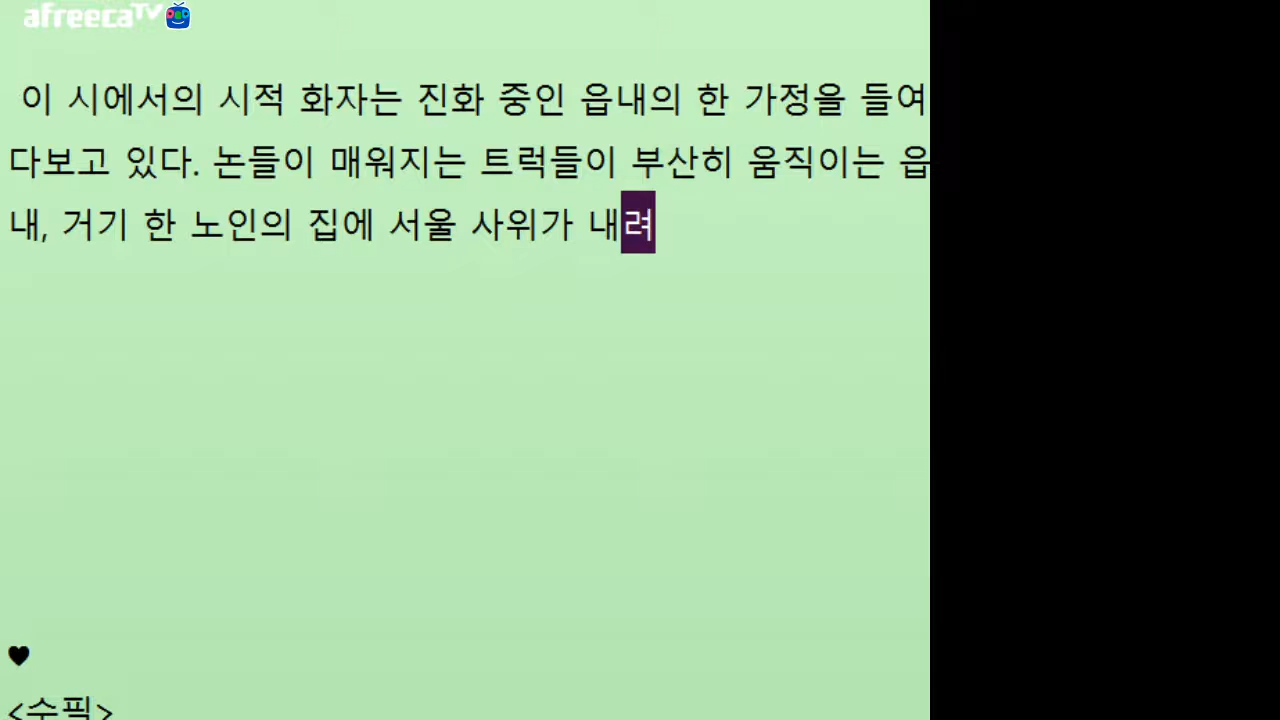 afreecaTV
이 시에서의 시적 화자는 진화 중인 읍내의 한 가정을 들여
다보고 있다. 논들이 매워지는 트럭들이 부산히 움직이는 읍
내, 거기 한 노인의 집에 서울 사위가 내려
♥
<수필>